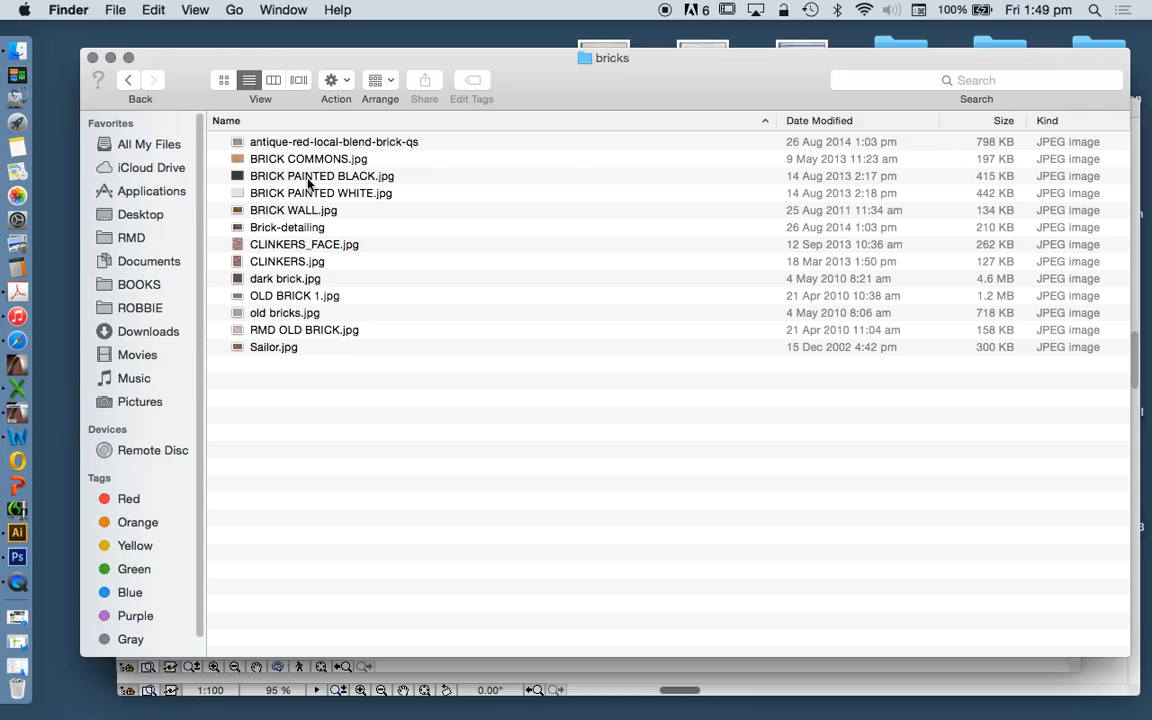 Finder File Edit View Go Window Help 6 100% Fri 1:49 pm
bricks
Search
Back View Action Arrange Share Edit Tags Search
Favorites
All My Files
iCloud Drive
Applications
Desktop
RMD
Documents
BOOKS
ROBBIE
Downloads
Movies
Music
Pictures
Devices
Remote Disc
Tags
Red
Orange
Yellow
Green
Blue
Purple
Gray
Name Date Modified Size Kind
antique-red-local-blend-brick-qs 26 Aug 2014 1:03 pm 798 KB JPEG image
BRICK COMMONS.jpg 9 May 2013 11:23 am 197 KB JPEG image
BRICK PAINTED BLACK.jpg 14 Aug 2013 2:17 pm 415 KB JPEG image
BRICK PAINTED WHITE.jpg 14 Aug 2013 2:18 pm 442 KB JPEG image
BRICK WALL.jpg 25 Aug 2011 11:34 am 134 KB JPEG image
Brick-detailing 26 Aug 2014 1:03 pm 210 KB JPEG image
CLINKERS_FACE.jpg 12 Sep 2013 10:36 am 262 KB JPEG image
CLINKERS.jpg 18 Mar 2013 1:50 pm 127 KB JPEG image
dark brick.jpg 4 May 2010 8:21 am 4.6 MB JPEG image
OLD BRICK 1.jpg 21 Apr 2010 10:38 am 1.2 MB JPEG image
old bricks.jpg 4 May 2010 8:06 am 718 KB JPEG image
RMD OLD BRICK.jpg 21 Apr 2010 11:04 am 158 KB JPEG image
Sailor.jpg 15 Dec 2002 4:42 pm 300 KB JPEG image
Ai
Ps
1:100 95 % 0.00°